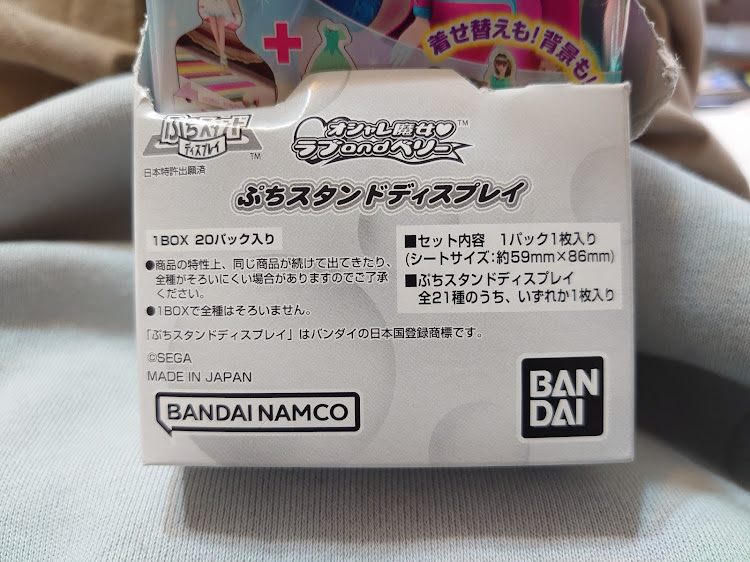 着せ替えも!背景も!
ぷちスタンド
ディスプレイ
TM
日本特許出願済
オシャレ魔女♥
ラブandベリー
TM
ぷちスタンドディスプレイ
1BOX 20パック入り
●商品の特性上、同じ商品が続けて出てきたり、
全種がそろいにくい場合がありますのでご了承
ください。
●1BOXで全種はそろいません。
■セット内容 1パック1枚入り
(シートサイズ:約59mm×86mm)
■ぷちスタンドディスプレイ
全21種のうち、いずれか1枚入り
「ぷちスタンドディスプレイ」はバンダイの日本国登録商標です。
©SEGA
MADE IN JAPAN
BANDAI NAMCO
BAN
DAI